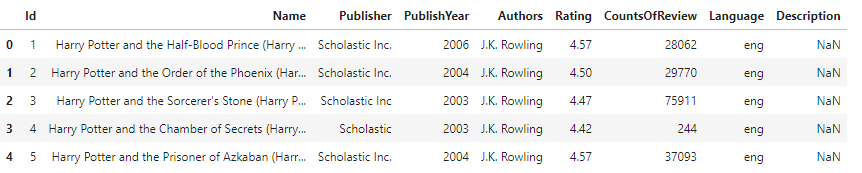 Id Name Publisher PublishYear Authors Rating CountsOfReview Language Description
0 1 Harry Potter and the Half-Blood Prince (Harry ... Scholastic Inc. 2006 J.K. Rowling 4.57 28062 eng NaN
1 2 Harry Potter and the Order of the Phoenix (Har... Scholastic Inc. 2004 J.K. Rowling 4.50 29770 eng NaN
2 3 Harry Potter and the Sorcerer's Stone (Harry P... Scholastic Inc 2003 J.K. Rowling 4.47 75911 eng NaN
3 4 Harry Potter and the Chamber of Secrets (Harry... Scholastic 2003 J.K. Rowling 4.42 244 eng NaN
4 5 Harry Potter and the Prisoner of Azkaban (Harr... Scholastic Inc. 2004 J.K. Rowling 4.57 37093 eng NaN